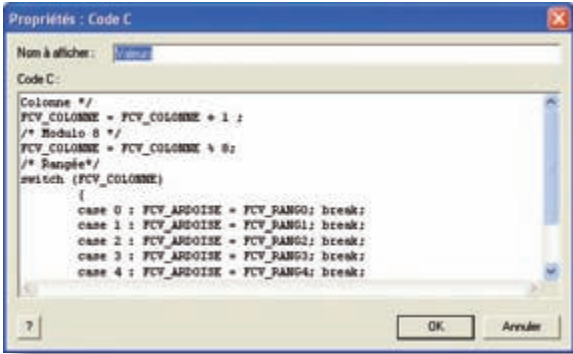 Propriétés : Code C
Nom à afficher :
Valeurs
Code C :
Colonne */
FCV_COLONNE = FCV_COLONNE + 1 ;
/* Modulo 8 */
FCV_COLONNE = FCV_COLONNE % 8;
/* Rangée*/
switch (FCV_COLONNE)
{
case 0 : FCV_ARDOISE = FCV_RANG0; break;
case 1 : FCV_ARDOISE = FCV_RANG1; break;
case 2 : FCV_ARDOISE = FCV_RANG2; break;
case 3 : FCV_ARDOISE = FCV_RANG3; break;
case 4 : FCV_ARDOISE = FCV_RANG4; break;
?
OK
Annuler